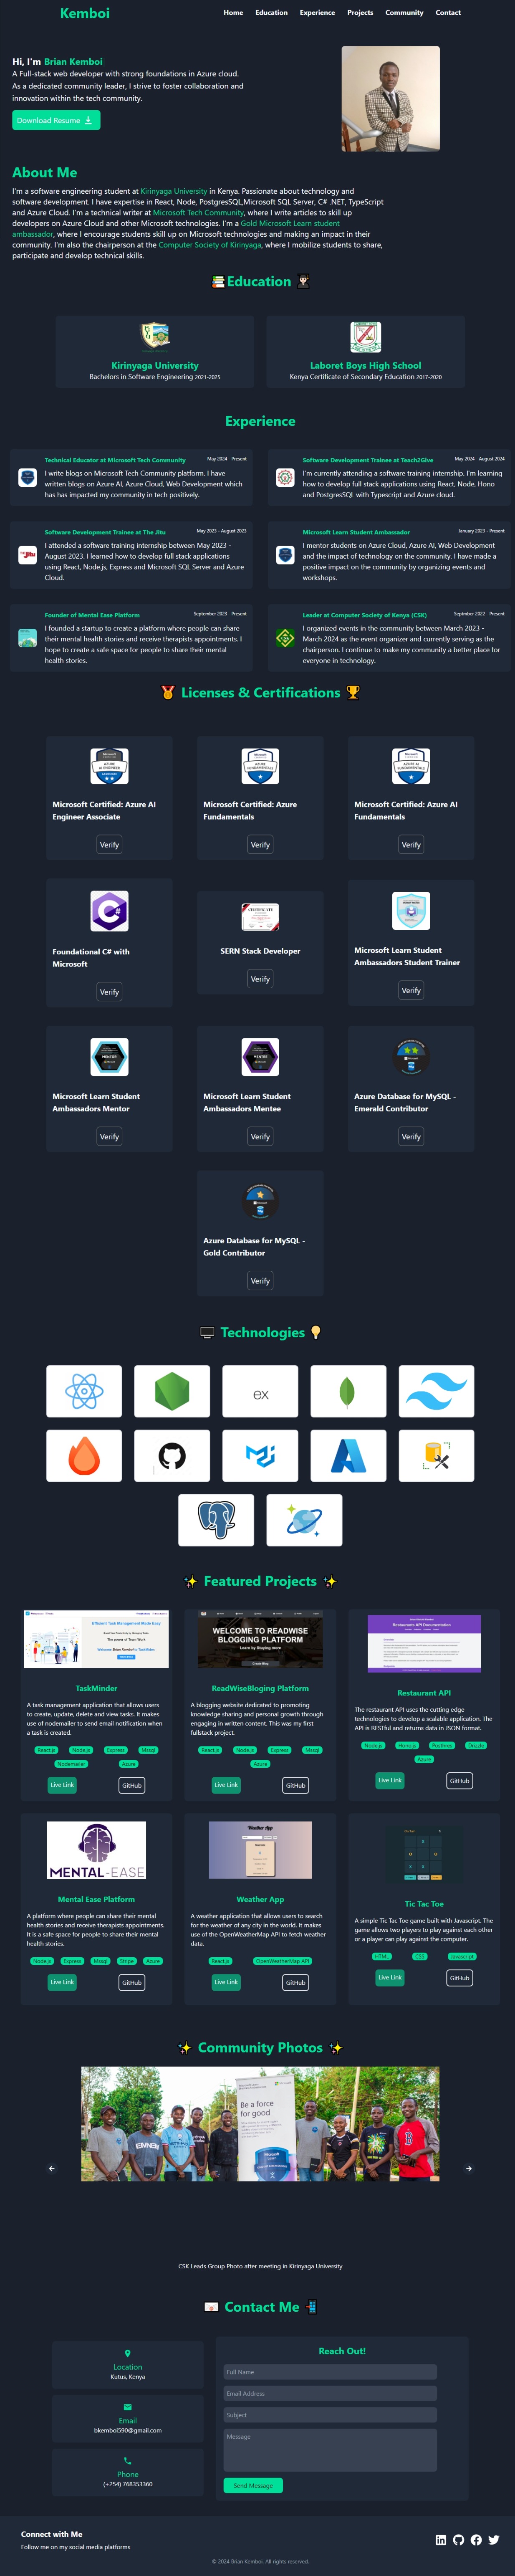 Kemboi
Home Education Experience Projects Community Contact
Hi, I'm Brian Kemboi
A Full-stack web developer with strong foundations in Azure cloud.
As a dedicated community leader, I strive to foster collaboration and
innovation within the tech community.
Download Resume
About Me
I'm a software engineering student at Kirinyaga University in Kenya. Passionate about technology and
software development. I have expertise in React, Node, PostgresSQL,Microsoft SQL Server, C# .NET, TypeScript
and Azure Cloud. I'm a technical writer at Microsoft Tech Community, where I write articles to skill up
developers on Azure Cloud and other Microsoft technologies. I'm a Gold Microsoft Learn student
ambassador, where I encourage students skill up on Microsoft technologies and making an impact in their
community. I'm also the chairperson at the Computer Society of Kirinyaga, where I mobilize students to share,
participate and develop technical skills.
Education
Kirinyaga University
Bachelors in Software Engineering 2021-2025
Laboret Boys High School
Kenya Certificate of Secondary Education 2017-2020
Experience
Technical Educator at Microsoft Tech Community May 2024 - Present
I write blogs on Microsoft Tech Community platform. I have
written blogs on Azure AI, Azure Cloud, Web Development which
has has impacted my community in tech positively.
Software Development Trainee at Teach2Give May 2024 - August 2024
I'm currently attending a software training internship. I'm learning
how to develop full stack applications using React, Node, Hono
and PostgresSQL with Typescript and Azure cloud.
Software Development Trainee at The Jitu May 2023 - August 2023
I attended a software training internship between May 2023 -
August 2023. I learned how to develop full stack applications
using React, Node.js, Express and Microsoft SQL Server and Azure
Cloud.
Microsoft Learn Student Ambassador January 2023 - Present
I mentor students on Azure Cloud, Azure AI, Web Development
and the impact of technology on the community. I have made a
positive impact on the community by organizing events and
workshops.
Founder of Mental Ease Platform September 2023 - Present
I founded a startup to create a platform where people can share
their mental health stories and receive therapists appointments. I
hope to create a safe space for people to share their mental
health stories.
Leader at Computer Society of Kenya (CSK) September 2022 - Present
I organized events in the community between March 2023 -
March 2024 as the event organizer and currently serving as the
chairperson. I continue to make my community a better place for
everyone in technology.
Licenses & Certifications
Microsoft Certified: Azure AI
Engineer Associate
Verify
Microsoft Certified: Azure
Fundamentals
Verify
Microsoft Certified: Azure AI
Fundamentals
Verify
Foundational C# with
Microsoft
Verify
SERN Stack Developer
Verify
Microsoft Learn Student
Ambassadors Student Trainer
Verify
Microsoft Learn Student
Ambassadors Mentor
Verify
Microsoft Learn Student
Ambassadors Mentee
Verify
Azure Database for MySQL -
Emerald Contributor
Verify
Azure Database for MySQL -
Gold Contributor
Verify
Technologies
ex
Featured Projects
TaskMinder
A task management application that allows users
to create, update, delete and view tasks. It makes
use of nodemailer to send email notification when
a task is created.
React.js Node.js Express Mssql
Nodemailer Azure
Live Link GitHub
WELCOME TO READWISE
BLOGGING PLATFORM
ReadWiseBloging Platform
A blogging website dedicated to promoting
knowledge sharing and personal growth through
engaging in written content. This was my first
fullstack project.
React.js Node.js Express Mssql
Azure
Live Link GitHub
Restaurant API
The restaurant API uses the cutting edge
technologies to develop a scalable application. The
API is RESTful and returns data in JSON format.
Node.js Hono.js Postgres Drizzle
Azure
Live Link GitHub
MENTAL-EASE
Mental Ease Platform
A platform where people can share their mental
health stories and receive therapists appointments.
It is a safe space for people to share their mental
health stories.
Node.js Express Mssql Stripe Azure
Live Link GitHub
Weather App
Weather App
A weather application that allows users to search
for the weather of any city in the world. It makes
use of the OpenWeatherMap API to fetch weather
data.
React.js OpenWeatherMap API
Live Link GitHub
Tic Tac Toe
A simple Tic Tac Toe game built with Javascript. The
game allows two players to play against each other
or a player can play against the computer.
HTML CSS Javascript
Live Link GitHub
Community Photos
Be a force
for good
CSK Leads Group Photo after meeting in Kirinyaga University
Contact Me
Location
Kutus, Kenya
Email
bkemboi590@gmail.com
Phone
(+254) 768353360
Reach Out!
Full Name
Email Address
Subject
Message
Send Message
Connect with Me
Follow me on my social media platforms
© 2024 Brian Kemboi. All rights reserved.